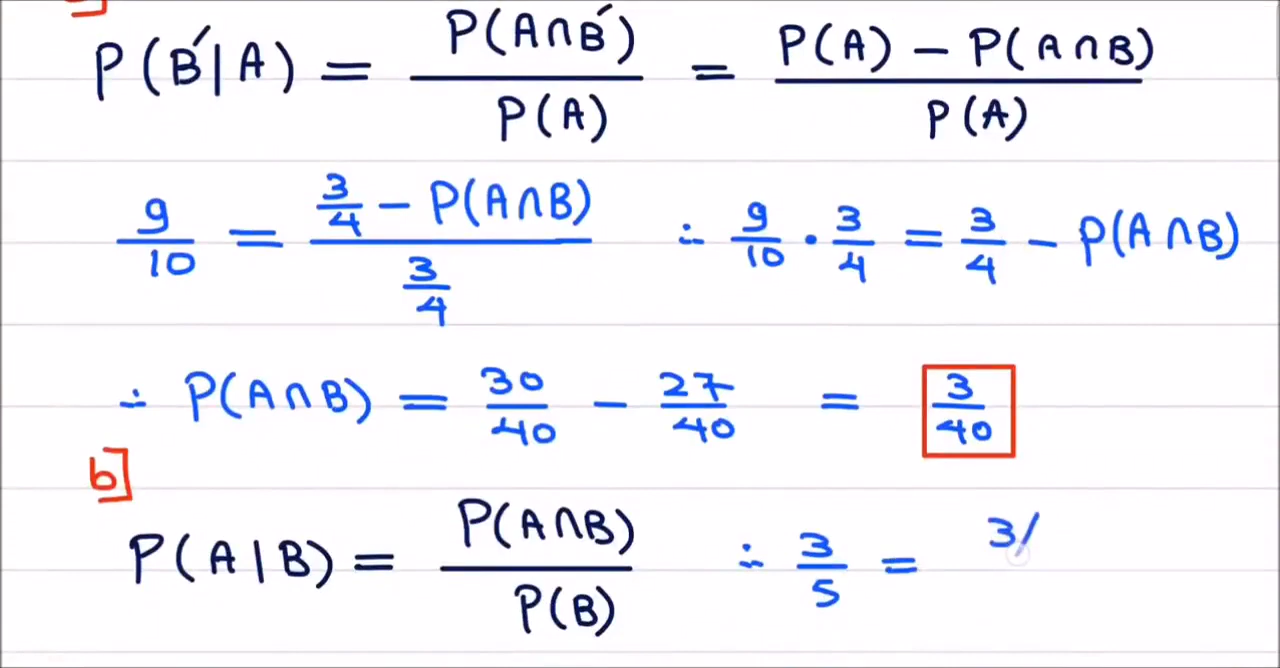 P(B′|A) = P(A∩B′)/P(A) = (P(A) − P(A∩B))/P(A)
9/10 = (3/4 − P(A∩B))/(3/4) ∴ 9/10 · 3/4 = 3/4 − P(A∩B)
∴ P(A∩B) = 30/40 − 27/40 = 3/40
b]
P(A|B) = P(A∩B)/P(B) ∴ 3/5 = 3/